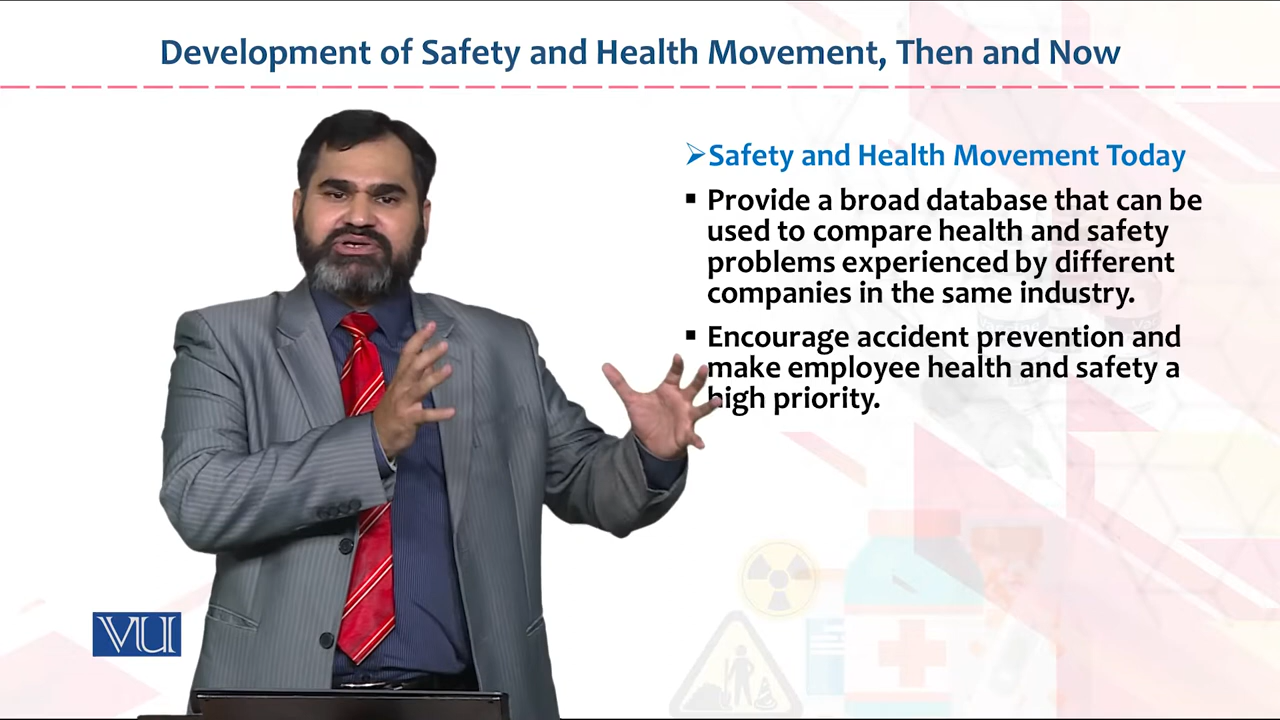 Development of Safety and Health Movement, Then and Now
Safety and Health Movement Today
Provide a broad database that can be
used to compare health and safety
problems experienced by different
companies in the same industry.
Encourage accident prevention and
make employee health and safety a
high priority.
VU